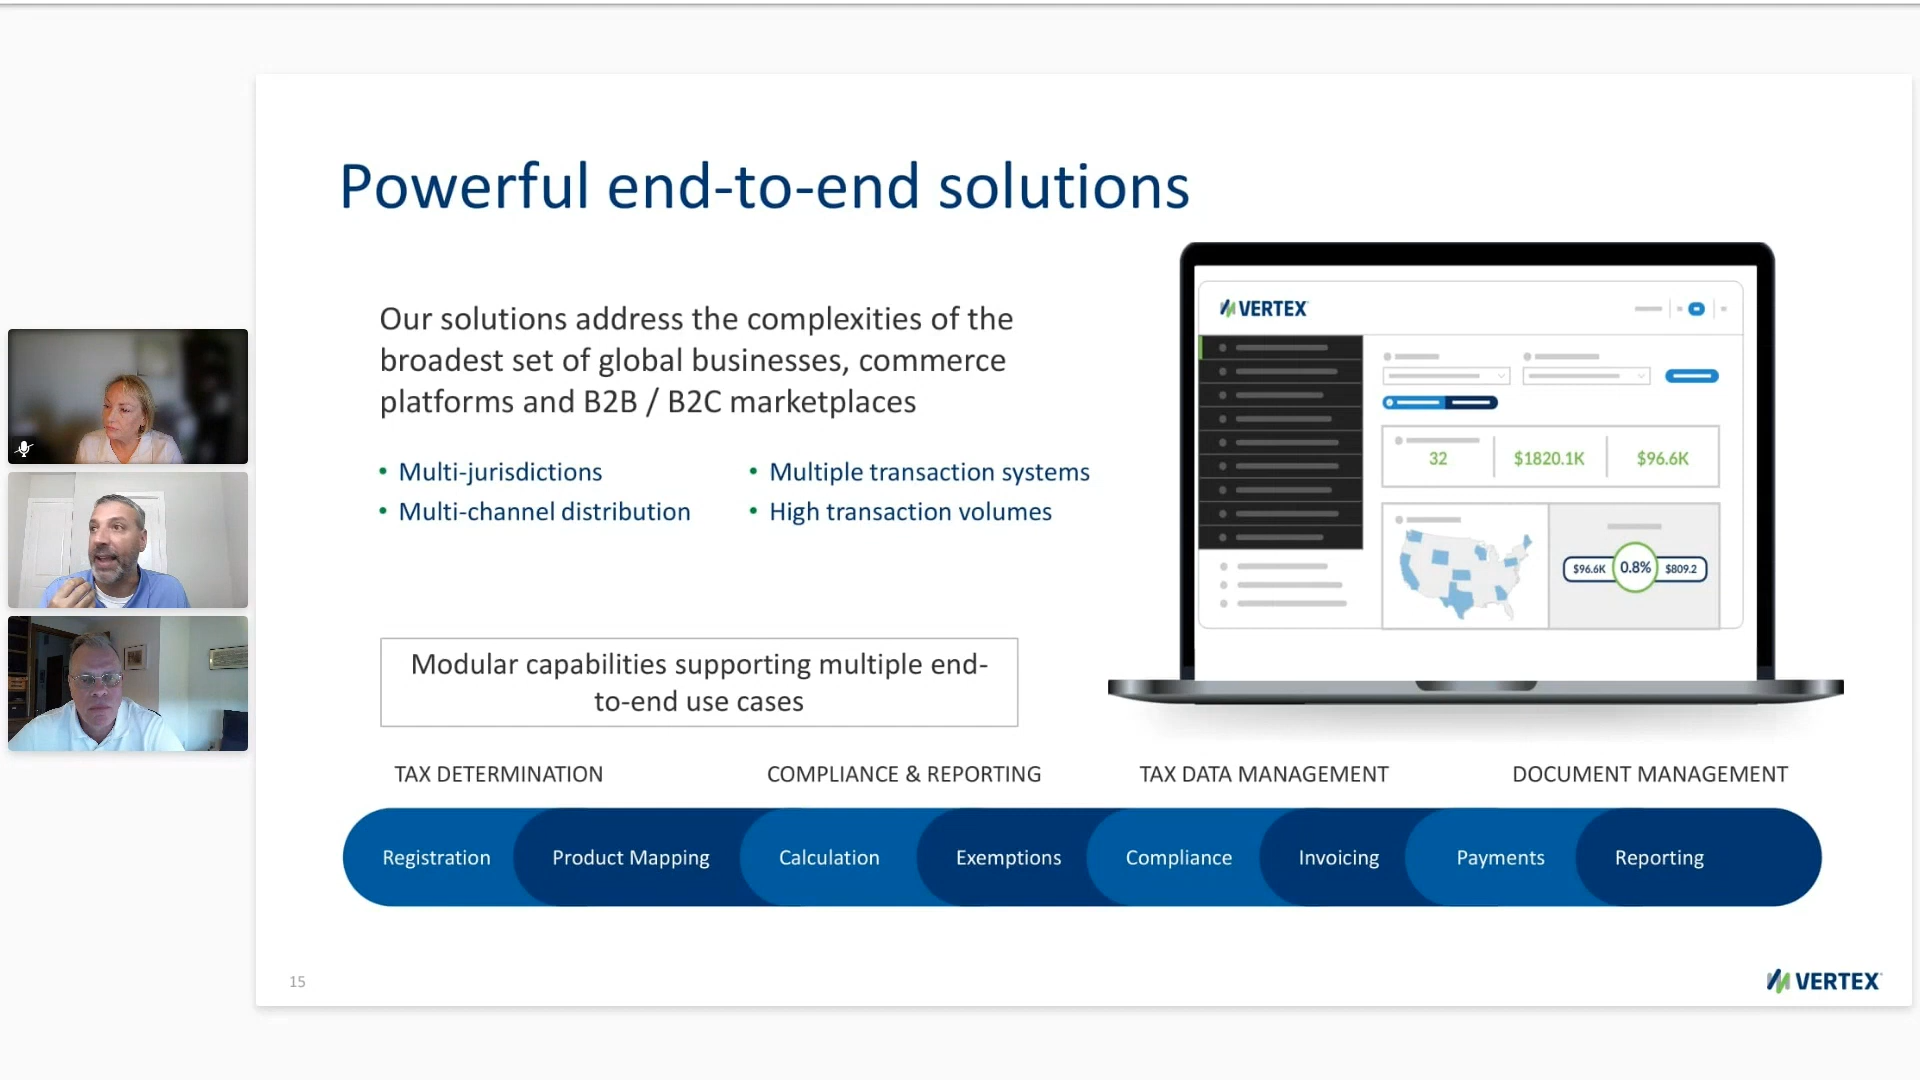 Powerful end-to-end solutions
Our solutions address the complexities of the
broadest set of global businesses, commerce
platforms and B2B / B2C marketplaces
• Multi-jurisdictions
• Multi-channel distribution
• Multiple transaction systems
• High transaction volumes
VERTEX
32
$1820.1K
$96.6K
$96.6K
0.8%
$809.2
Modular capabilities supporting multiple end-
to-end use cases
TAX DETERMINATION
COMPLIANCE & REPORTING
TAX DATA MANAGEMENT
DOCUMENT MANAGEMENT
Registration
Product Mapping
Calculation
Exemptions
Compliance
Invoicing
Payments
Reporting
15
VERTEX